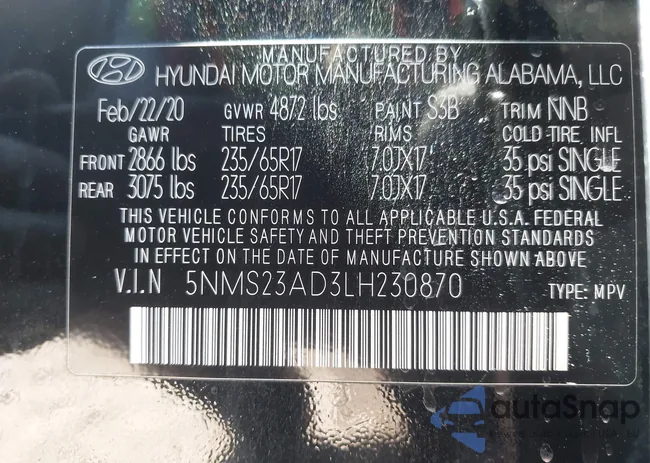 MANUFACTURED BY
HYUNDAI MOTOR MANUFACTURING ALABAMA, LLC
Feb/22/20 GVWR 4872 lbs PAINT S3B TRIM NNB
GAWR TIRES RIMS COLD TIRE INFL
FRONT 2866 lbs 235/65R17 7.0JX17 35 psi SINGLE
REAR 3075 lbs 235/65R17 7.0JX17 35 psi SINGLE
THIS VEHICLE CONFORMS TO ALL APPLICABLE U.S.A. FEDERAL
MOTOR VEHICLE SAFETY AND THEFT PREVENTION STANDARDS
IN EFFECT ON THE DATE OF MANUFACTURE SHOWN ABOVE
V.I.N 5NMS23AD3LH230870 TYPE: MPV
autoSnap